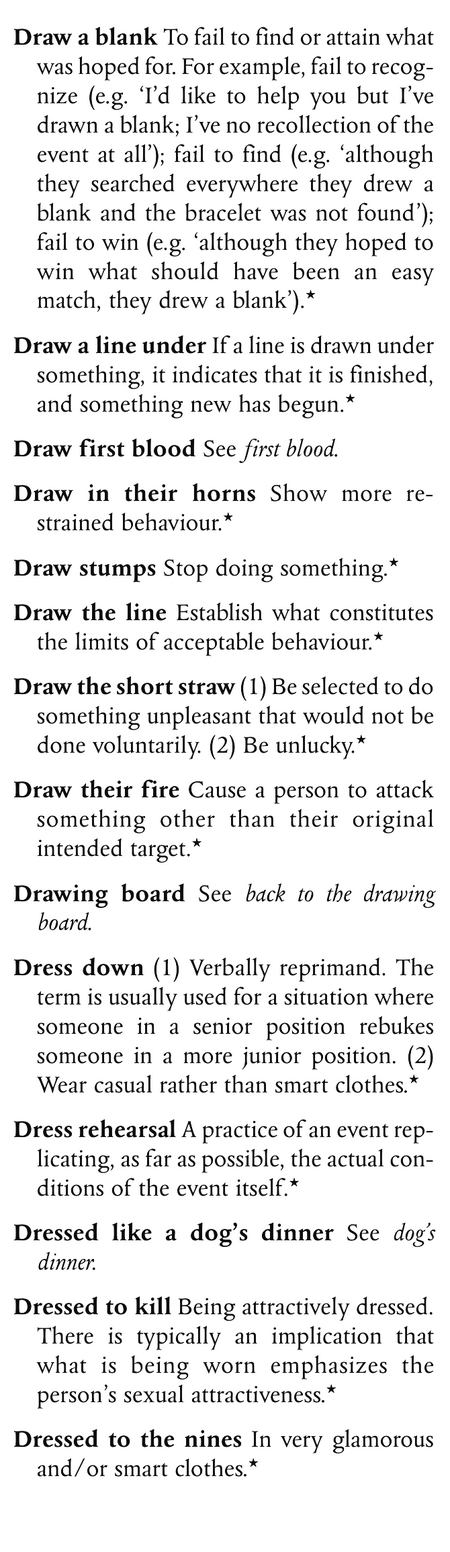 Draw a blank To fail to find or attain what
was hoped for. For example, fail to recog-
nize (e.g. ‘I’d like to help you but I’ve
drawn a blank; I’ve no recollection of the
event at all’); fail to find (e.g. ‘although
they searched everywhere they drew a
blank and the bracelet was not found’);
fail to win (e.g. ‘although they hoped to
win what should have been an easy
match, they drew a blank’).★
Draw a line under If a line is drawn under
something, it indicates that it is finished,
and something new has begun.★
Draw first blood See first blood.
Draw in their horns Show more re-
strained behaviour.★
Draw stumps Stop doing something.★
Draw the line Establish what constitutes
the limits of acceptable behaviour.★
Draw the short straw (1) Be selected to do
something unpleasant that would not be
done voluntarily. (2) Be unlucky.★
Draw their fire Cause a person to attack
something other than their original
intended target.★
Drawing board See back to the drawing
board.
Dress down (1) Verbally reprimand. The
term is usually used for a situation where
someone in a senior position rebukes
someone in a more junior position. (2)
Wear casual rather than smart clothes.★
Dress rehearsal A practice of an event rep-
licating, as far as possible, the actual con-
ditions of the event itself.★
Dressed like a dog’s dinner See dog’s
dinner.
Dressed to kill Being attractively dressed.
There is typically an implication that
what is being worn emphasizes the
person’s sexual attractiveness.★
Dressed to the nines In very glamorous
and/or smart clothes.★